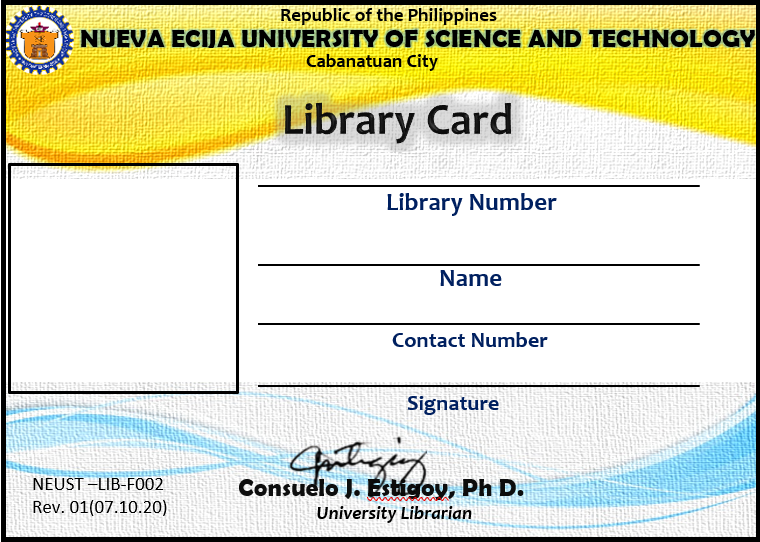 Republic of the Philippines
NUEVA ECIJA UNIVERSITY OF SCIENCE AND TECHNOLOGY
Cabanatuan City
Library Card
Library Number
Name
Contact Number
Signature
NEUST –LIB-F002
Rev. 01(07.10.20)
Consuelo J. Estigoy, Ph D.
University Librarian